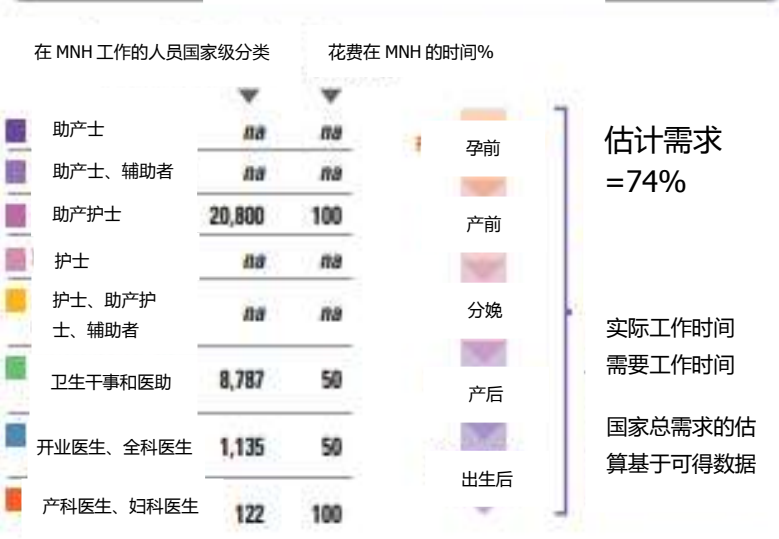 在 MNH 工作的人员国家级分类
花费在 MNH 的时间%
助产士 na na
助产士、辅助者 na na
助产护士 20,800 100
护士 na na
护士、助产护
士、辅助者 na na
卫生干事和医助 8,787 50
开业医生、全科医生 1,135 50
产科医生、妇科医生 122 100
孕前
产前
分娩
产后
出生后
估计需求
=74%
实际工作时间
需要工作时间
国家总需求的估
算基于可得数据